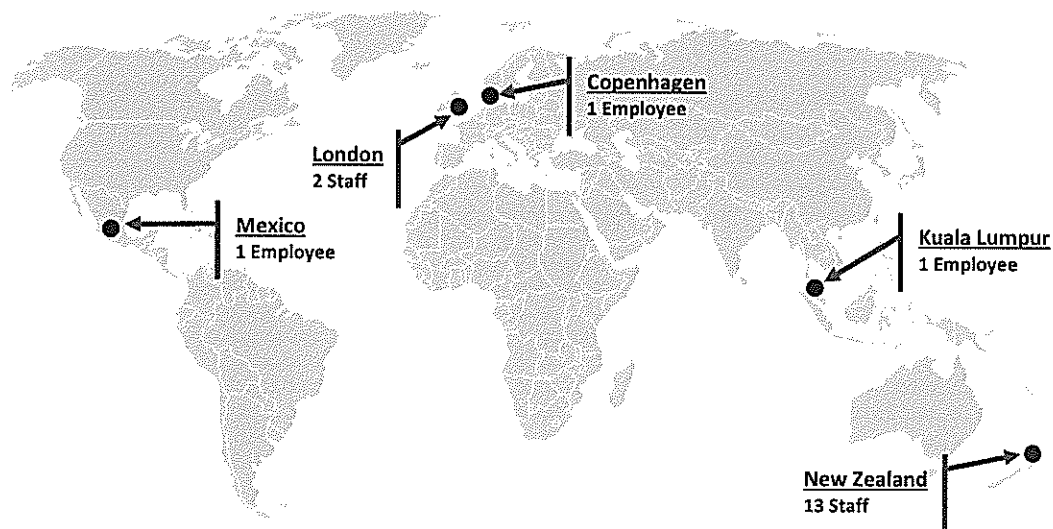 Copenhagen
1 Employee
London
2 Staff
Mexico
1 Employee
Kuala Lumpur
1 Employee
New Zealand
13 Staff